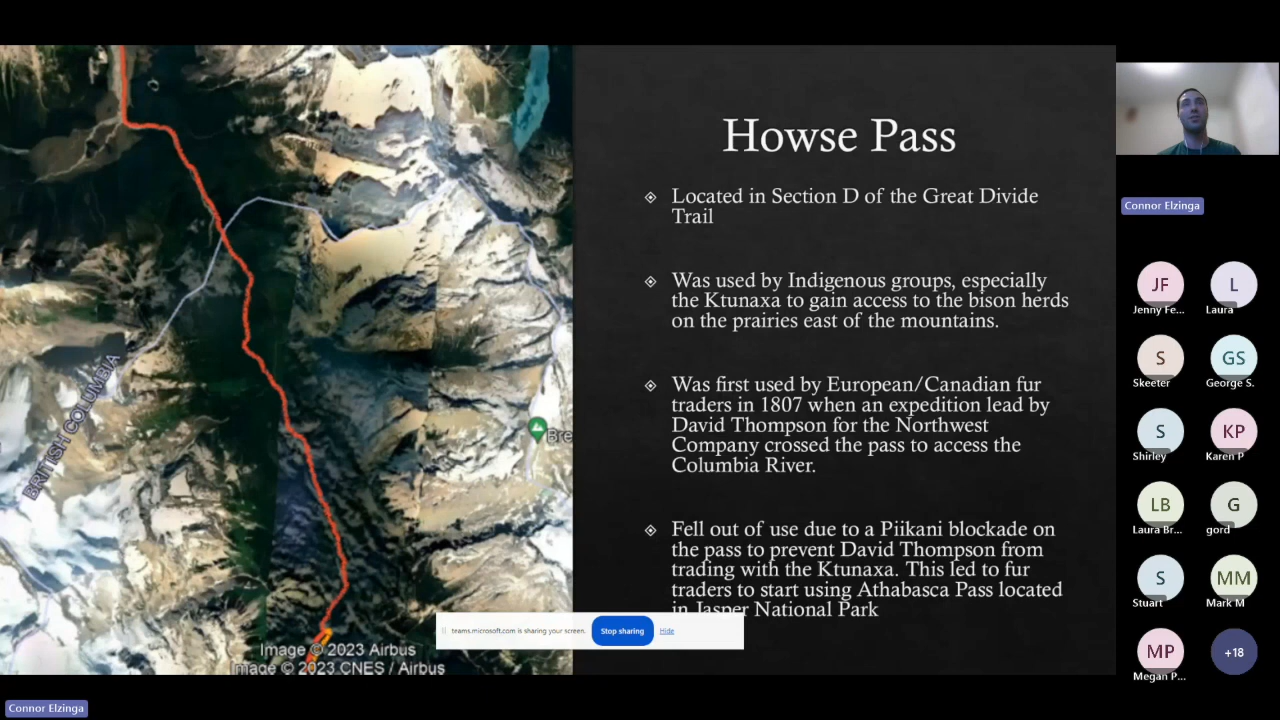 Howse Pass
Located in Section D of the Great Divide
Trail
Was used by Indigenous groups, especially
the Ktunaxa to gain access to the bison herds
on the prairies east of the mountains.
Was first used by European/Canadian fur
traders in 1807 when an expedition lead by
David Thompson for the Northwest
Company crossed the pass to access the
Columbia River.
Fell out of use due to a Piikani blockade on
the pass to prevent David Thompson from
trading with the Ktunaxa. This led to fur
traders to start using Athabasca Pass located
in Jasper National Park
BRITISH COLUMBIA
Bre
Image © 2023 Airbus
Image © 2023 CNES / Airbus
teams.microsoft.com is sharing your screen.
Stop sharing
Hide
Connor Elzinga
JF
Jenny Fe...
L
Laura
S
Skeeter
GS
George S.
S
Shirley
KP
Karen P
LB
Laura Br...
G
gord
S
Stuart
MM
Mark M
MP
Megan P...
+18
Connor Elzinga